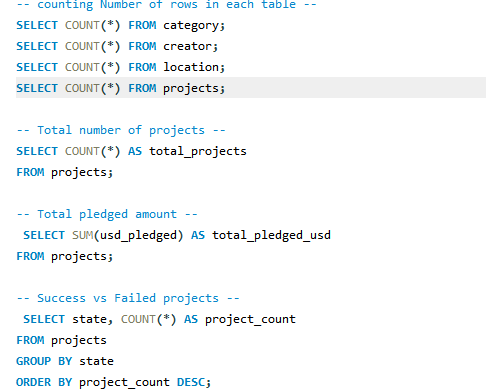 -- counting Number of rows in each table --
SELECT COUNT(*) FROM category;
SELECT COUNT(*) FROM creator;
SELECT COUNT(*) FROM location;
SELECT COUNT(*) FROM projects;
-- Total number of projects --
SELECT COUNT(*) AS total_projects
FROM projects;
-- Total pledged amount --
SELECT SUM(usd_pledged) AS total_pledged_usd
FROM projects;
-- Success vs Failed projects --
SELECT state, COUNT(*) AS project_count
FROM projects
GROUP BY state
ORDER BY project_count DESC;